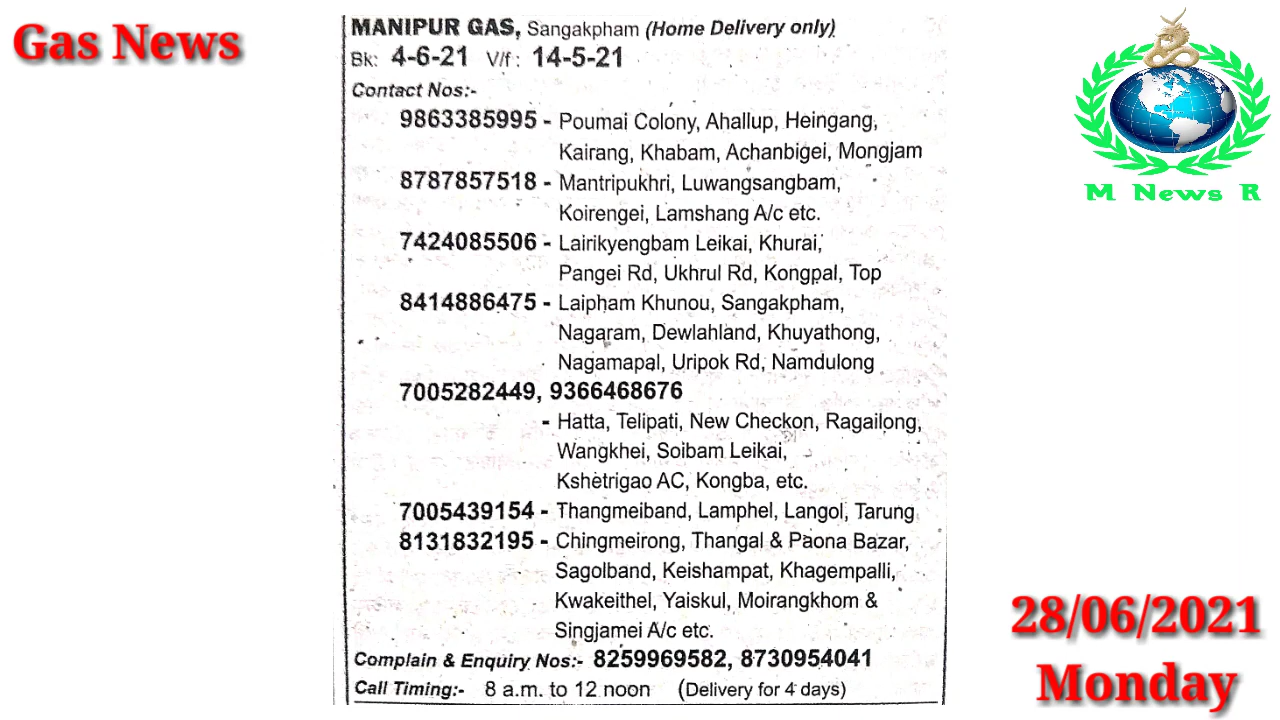 Gas News
MANIPUR GAS, Sangakpham (Home Delivery only)
Bk: 4-6-21 V/f : 14-5-21
Contact Nos:-
9863385995 - Poumai Colony, Ahallup, Heingang,
Kairang, Khabam, Achanbigei, Mongjam
8787857518 - Mantripukhri, Luwangsangbam,
Koirengei, Lamshang A/c etc.
7424085506 - Lairikyengbam Leikai, Khurai,
Pangei Rd, Ukhrul Rd, Kongpal, Top
8414886475 - Laipham Khunou, Sangakpham,
Nagaram, Dewlahland, Khuyathong,
Nagamapal, Uripok Rd, Namdulong
7005282449, 9366468676
- Hatta, Telipati, New Checkon, Ragailong,
Wangkhei, Soibam Leikai,
Kshetrigao AC, Kongba, etc.
7005439154 - Thangmeiband, Lamphel, Langol, Tarung
8131832195 - Chingmeirong, Thangal & Paona Bazar,
Sagolband, Keishampat, Khagempalli,
Kwakeithel, Yaiskul, Moirangkhom &
Singjamei A/c etc.
Complain & Enquiry Nos:- 8259969582, 8730954041
Call Timing:- 8 a.m. to 12 noon (Delivery for 4 days)
M News R
28/06/2021
Monday